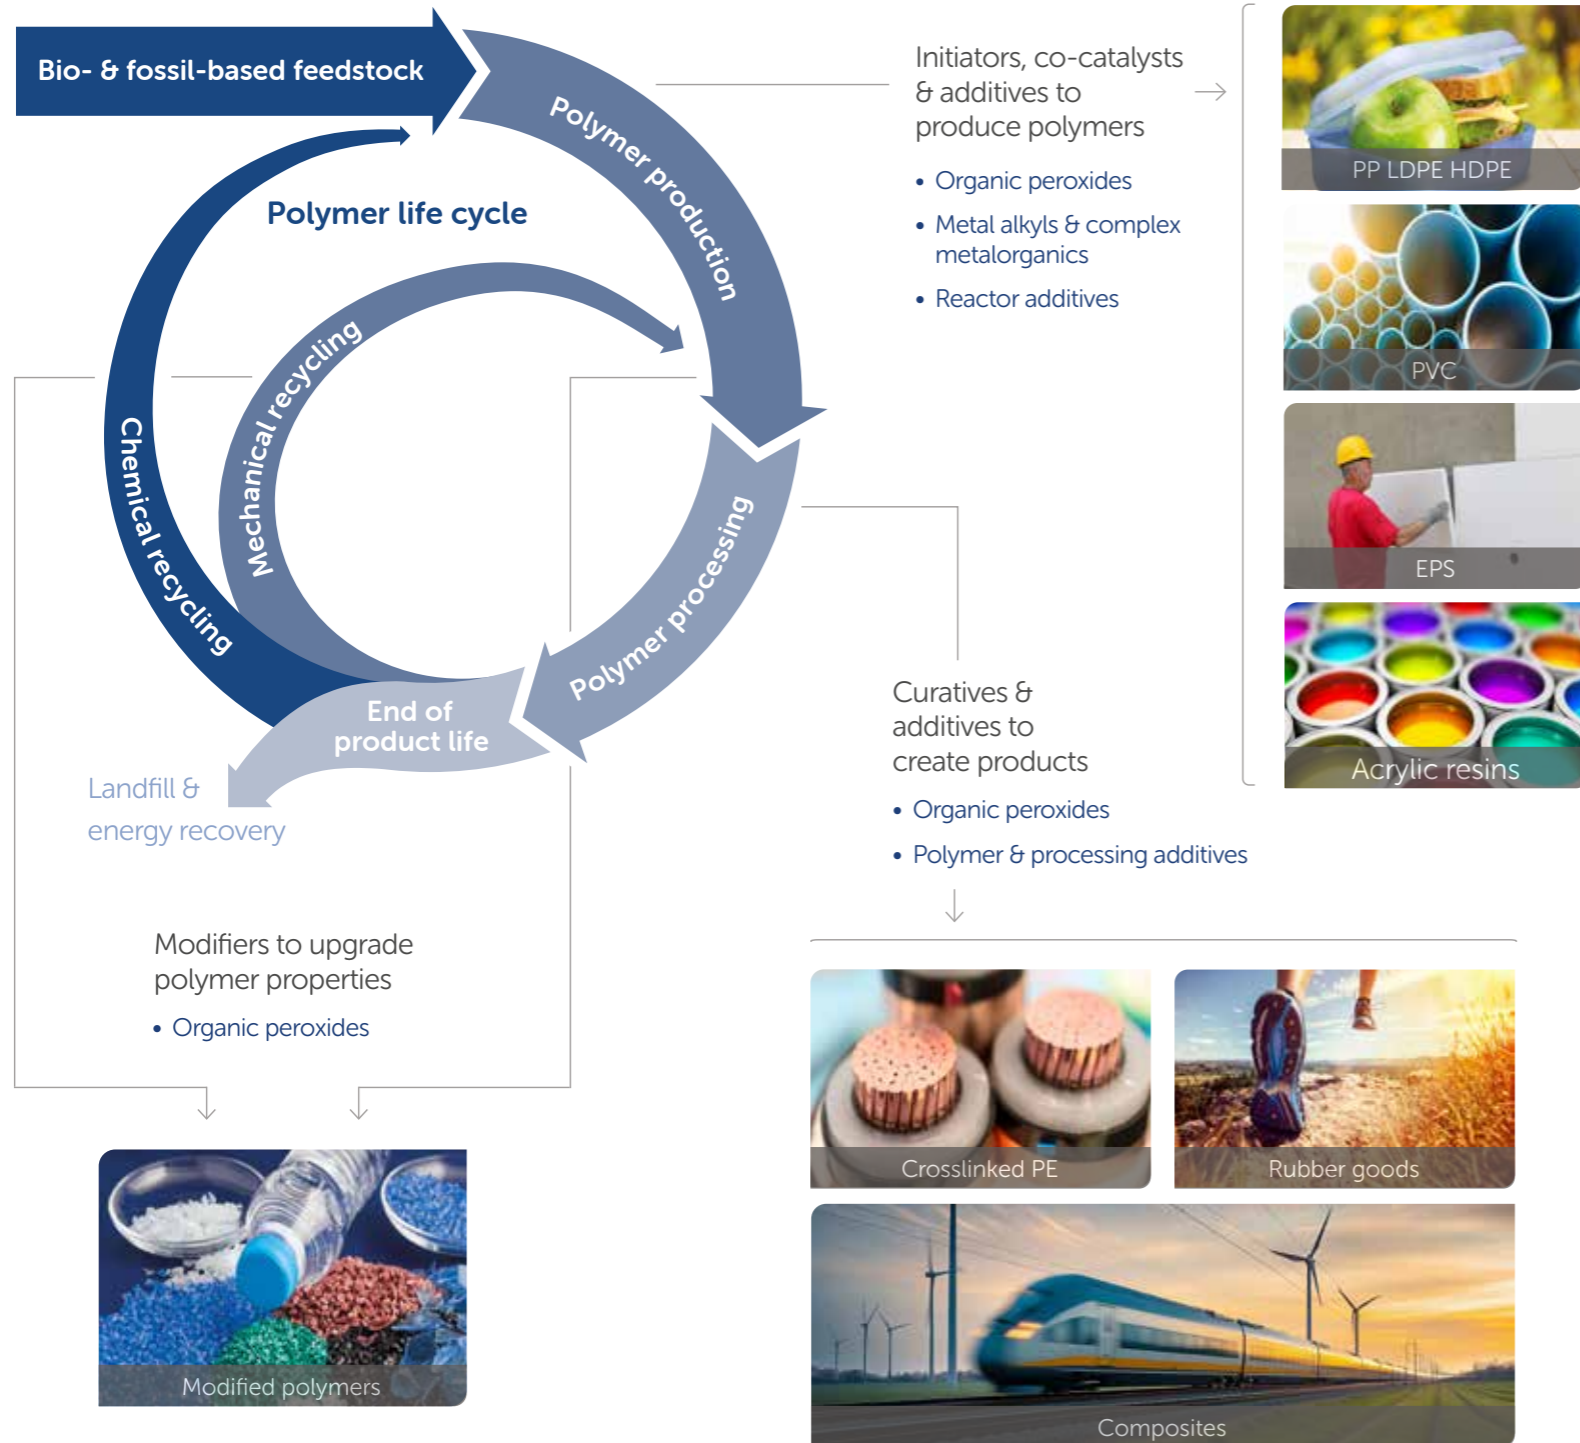 Bio- & fossil-based feedstock
Polymer production
Polymer life cycle
Mechanical recycling
Chemical recycling
Polymer processing
End of
product life
Landfill &
energy recovery
Initiators, co-catalysts
& additives to
produce polymers
• Organic peroxides
• Metal alkyls & complex
metalorganics
• Reactor additives
PP LDPE HDPE
PVC
EPS
Acrylic resins
Curatives &
additives to
create products
• Organic peroxides
• Polymer & processing additives
Modifiers to upgrade
polymer properties
• Organic peroxides
Modified polymers
Crosslinked PE
Rubber goods
Composites